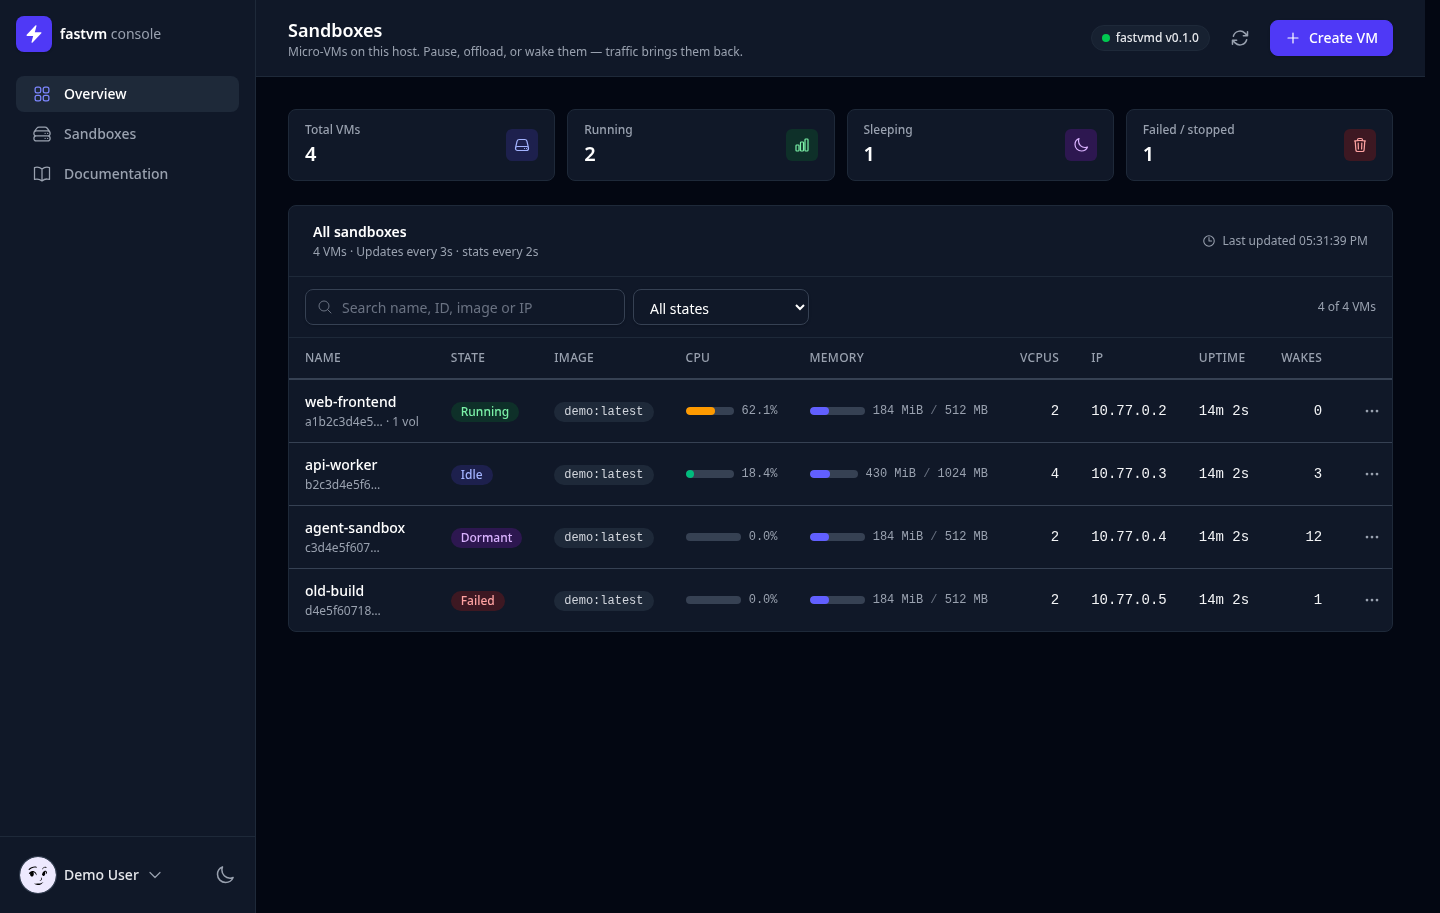 fastvm console
Overview
Sandboxes
Documentation
Demo User
Sandboxes
Micro-VMs on this host. Pause, offload, or wake them — traffic brings them back.
fastvmd v0.1.0
Create VM
Total VMs
4
Running
2
Sleeping
1
Failed / stopped
1
All sandboxes
4 VMs · Updates every 3s · stats every 2s
Last updated 05:31:39 PM
Search name, ID, image or IP
All states
4 of 4 VMs
NAME STATE IMAGE CPU MEMORY VCPUS IP UPTIME WAKES
web-frontend
a1b2c3d4e5... · 1 vol
Running demo:latest 62.1% 184 MiB / 512 MB 2 10.77.0.2 14m 2s 0
api-worker
b2c3d4e5f6...
Idle demo:latest 18.4% 430 MiB / 1024 MB 4 10.77.0.3 14m 2s 3
agent-sandbox
c3d4e5f607...
Dormant demo:latest 0.0% 184 MiB / 512 MB 2 10.77.0.4 14m 2s 12
old-build
d4e5f60718...
Failed demo:latest 0.0% 184 MiB / 512 MB 2 10.77.0.5 14m 2s 1